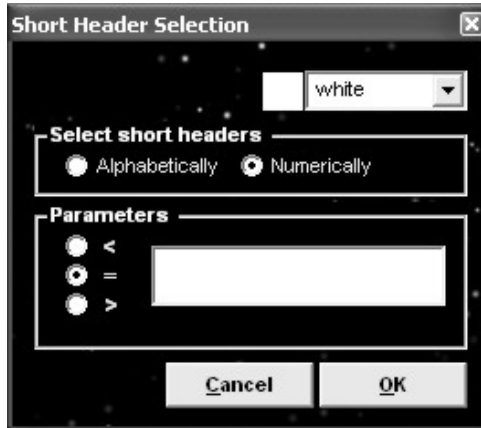 Short Header Selection
white
Select short headers
Alphabetically Numerically
Parameters
<
=
>
Cancel OK